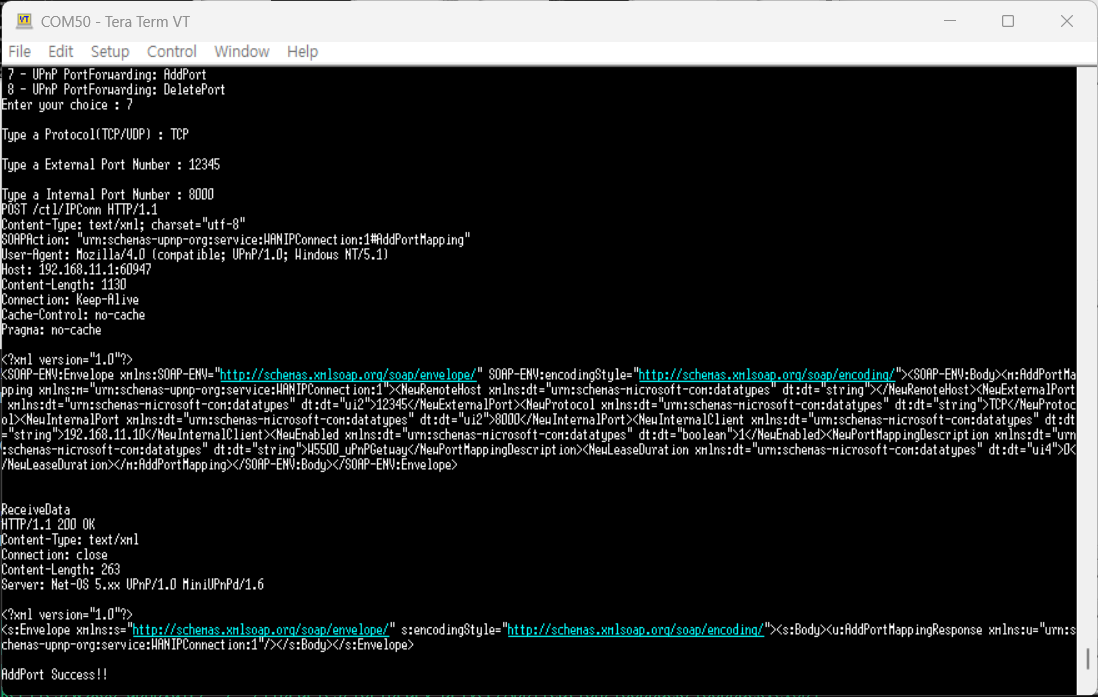 COM50 - Tera Term VT
File Edit Setup Control Window Help
7 - UPnP PortForwarding: AddPort
8 - UPnP PortForwarding: DeletePort
Enter your choice : 7
Type a Protocol(TCP/UDP) : TCP
Type a External Port Number : 12345
Type a Internal Port Number : 8000
POST /ctl/IPConn HTTP/1.1
Content-Type: text/xml; charset="utf-8"
SOAPAction: "urn:schemas-upnp-org:service:WANIPConnection:1#AddPortMapping"
User-Agent: Mozilla/4.0 (compatible; UPnP/1.0; Windows NT/5.1)
Host: 192.168.11.1:60947
Content-Length: 1130
Connection: Keep-Alive
Cache-Control: no-cache
Pragma: no-cache
<?xml version="1.0"?>
<SOAP-ENV:Envelope xmlns:SOAP-ENV="http://schemas.xmlsoap.org/soap/envelope/" SOAP-ENV:encodingStyle="http://schemas.xmlsoap.org/soap/encoding/"><SOAP-ENV:Body><m:AddPortMa
pping xmlns:m="urn:schemas-upnp-org:service:WANIPConnection:1"><NewRemoteHost xmlns:dt="urn:schemas-microsoft-com:datatypes" dt:dt="string"></NewRemoteHost><NewExternalPort
xmlns:dt="urn:schemas-microsoft-com:datatypes" dt:dt="ui2">12345</NewExternalPort><NewProtocol xmlns:dt="urn:schemas-microsoft-com:datatypes" dt:dt="string">TCP</NewProtoc
ol><NewInternalPort xmlns:dt="urn:schemas-microsoft-com:datatypes" dt:dt="ui2">8000</NewInternalPort><NewInternalClient xmlns:dt="urn:schemas-microsoft-com:datatypes" dt:dt
="string">192.168.11.10</NewInternalClient><NewEnabled xmlns:dt="urn:schemas-microsoft-com:datatypes" dt:dt="boolean">1</NewEnabled><NewPortMappingDescription xmlns:dt="urn
:schemas-microsoft-com:datatypes" dt:dt="string">W5500_uPnPGetway</NewPortMappingDescription><NewLeaseDuration xmlns:dt="urn:schemas-microsoft-com:datatypes" dt:dt="ui4">0<
/NewLeaseDuration></m:AddPortMapping></SOAP-ENV:Body></SOAP-ENV:Envelope>
ReceiveData
HTTP/1.1 200 OK
Content-Type: text/xml
Connection: close
Content-Length: 263
Server: Net-OS 5.xx UPnP/1.0 MiniUPnPd/1.6
<?xml version="1.0"?>
<s:Envelope xmlns:s="http://schemas.xmlsoap.org/soap/envelope/" s:encodingStyle="http://schemas.xmlsoap.org/soap/encoding/"><s:Body><u:AddPortMappingResponse xmlns:u="urn:s
chemas-upnp-org:service:WANIPConnection:1"/></s:Body></s:Envelope>
AddPort Success!!